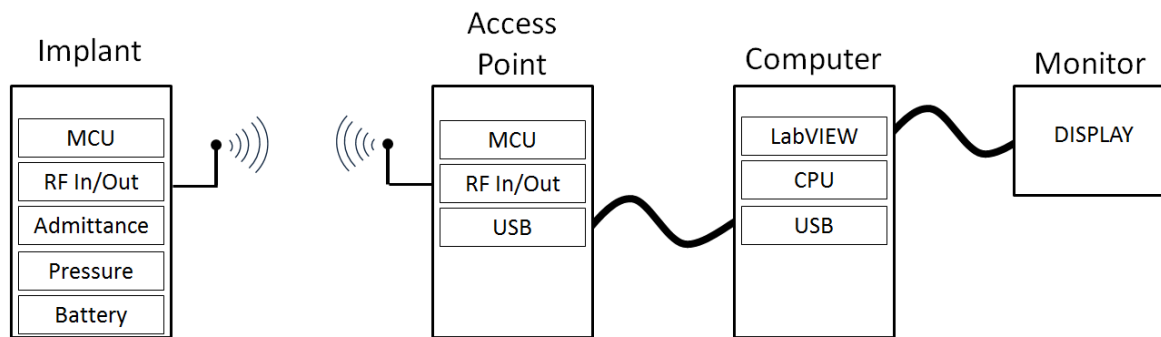 Implant
MCU
RF In/Out
Admittance
Pressure
Battery
Access
Point
MCU
RF In/Out
USB
Computer
LabVIEW
CPU
USB
Monitor
DISPLAY